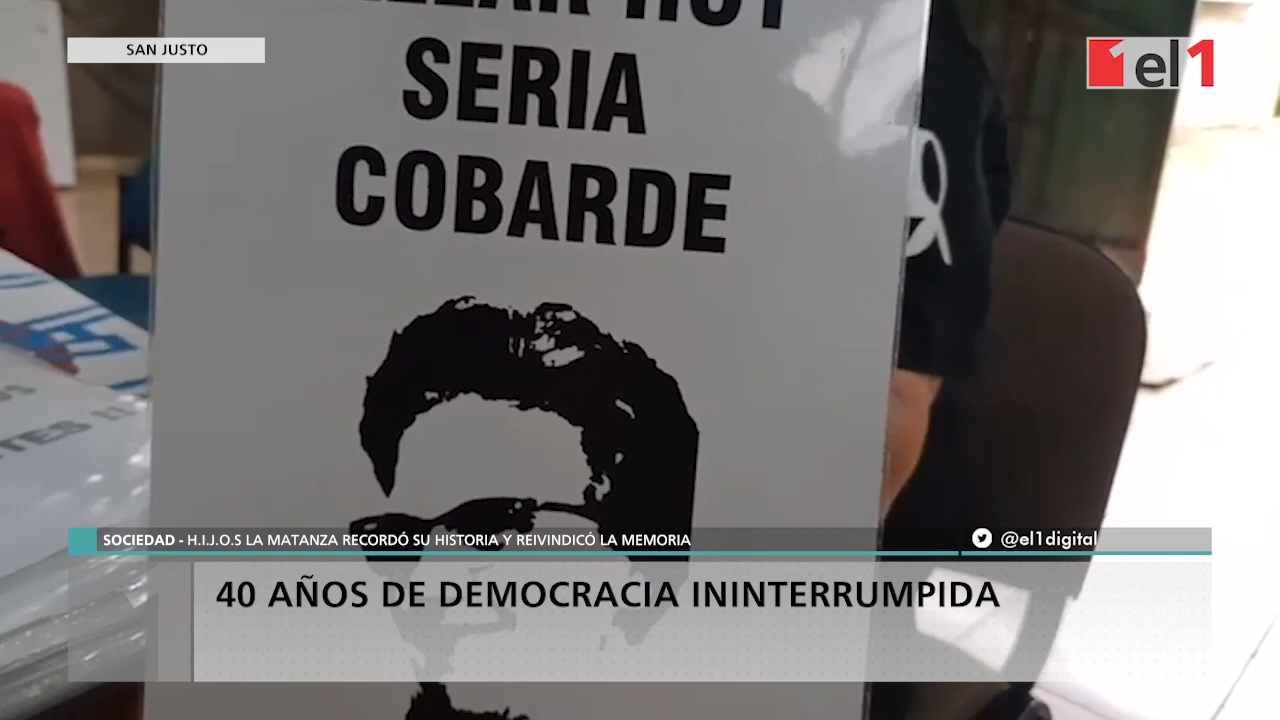 SAN JUSTO
el1
HOY
SERIA
COBARDE
SOCIEDAD - H.I.J.O.S LA MATANZA RECORDÓ SU HISTORIA Y REIVINDICÓ LA MEMORIA
@el1digital
40 AÑOS DE DEMOCRACIA ININTERRUMPIDA